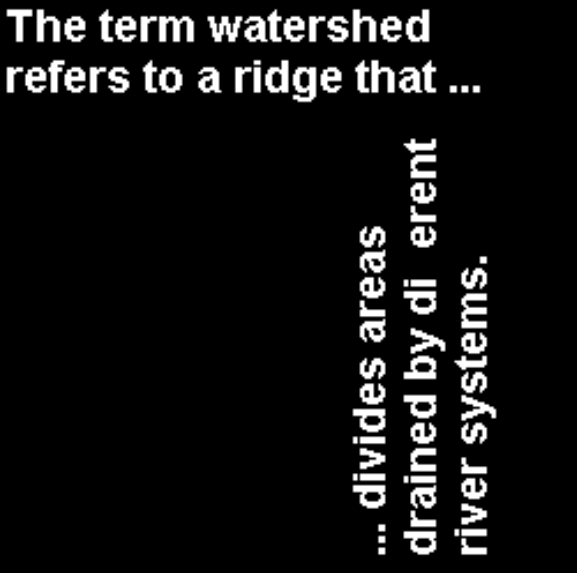 The term watershed
refers to a ridge that ...
... divides areas
drained by di erent
river systems.